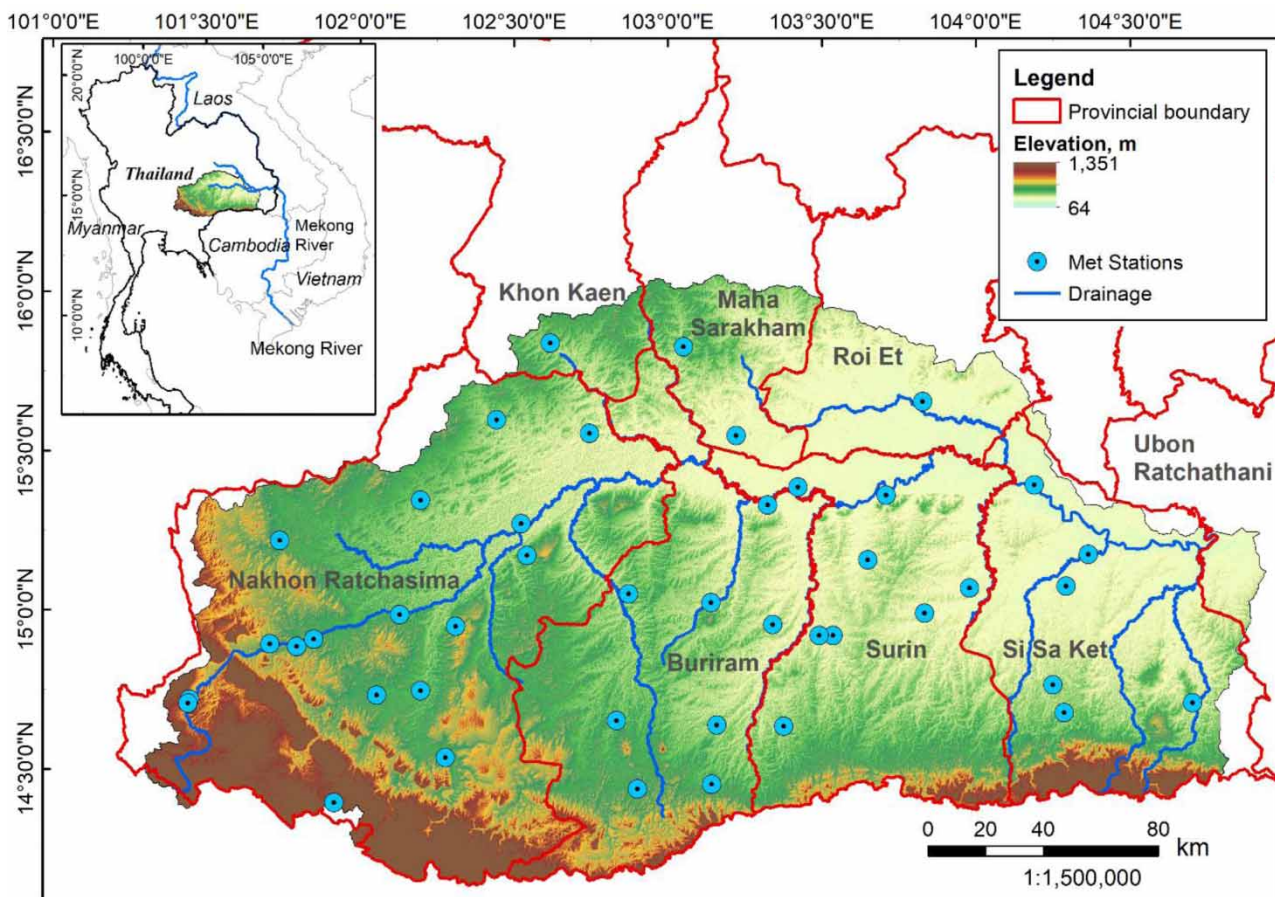 101°0'0"E
101°30'0"E
102°0'0"E
102°30'0"E
103°0'0"E
103°30'0"E
104°0'0"E
104°30'0"E
100°0'0"E
105°0'0"E
20°0'0"N
15°0'0"N
10°0'0"N
Laos
Thailand
Myanmar
Cambodia
Mekong
River
Vietnam
Mekong River
16°30'0"N
16°0'0"N
15°30'0"N
15°0'0"N
14°30'0"N
Legend
Provincial boundary
Elevation, m
1,351
64
Met Stations
Drainage
Khon Kaen
Maha
Sarakham
Roi Et
Ubon
Ratchathani
Nakhon Ratchasima
Buriram
Surin
Si Sa Ket
0 20 40 80
km
1:1,500,000